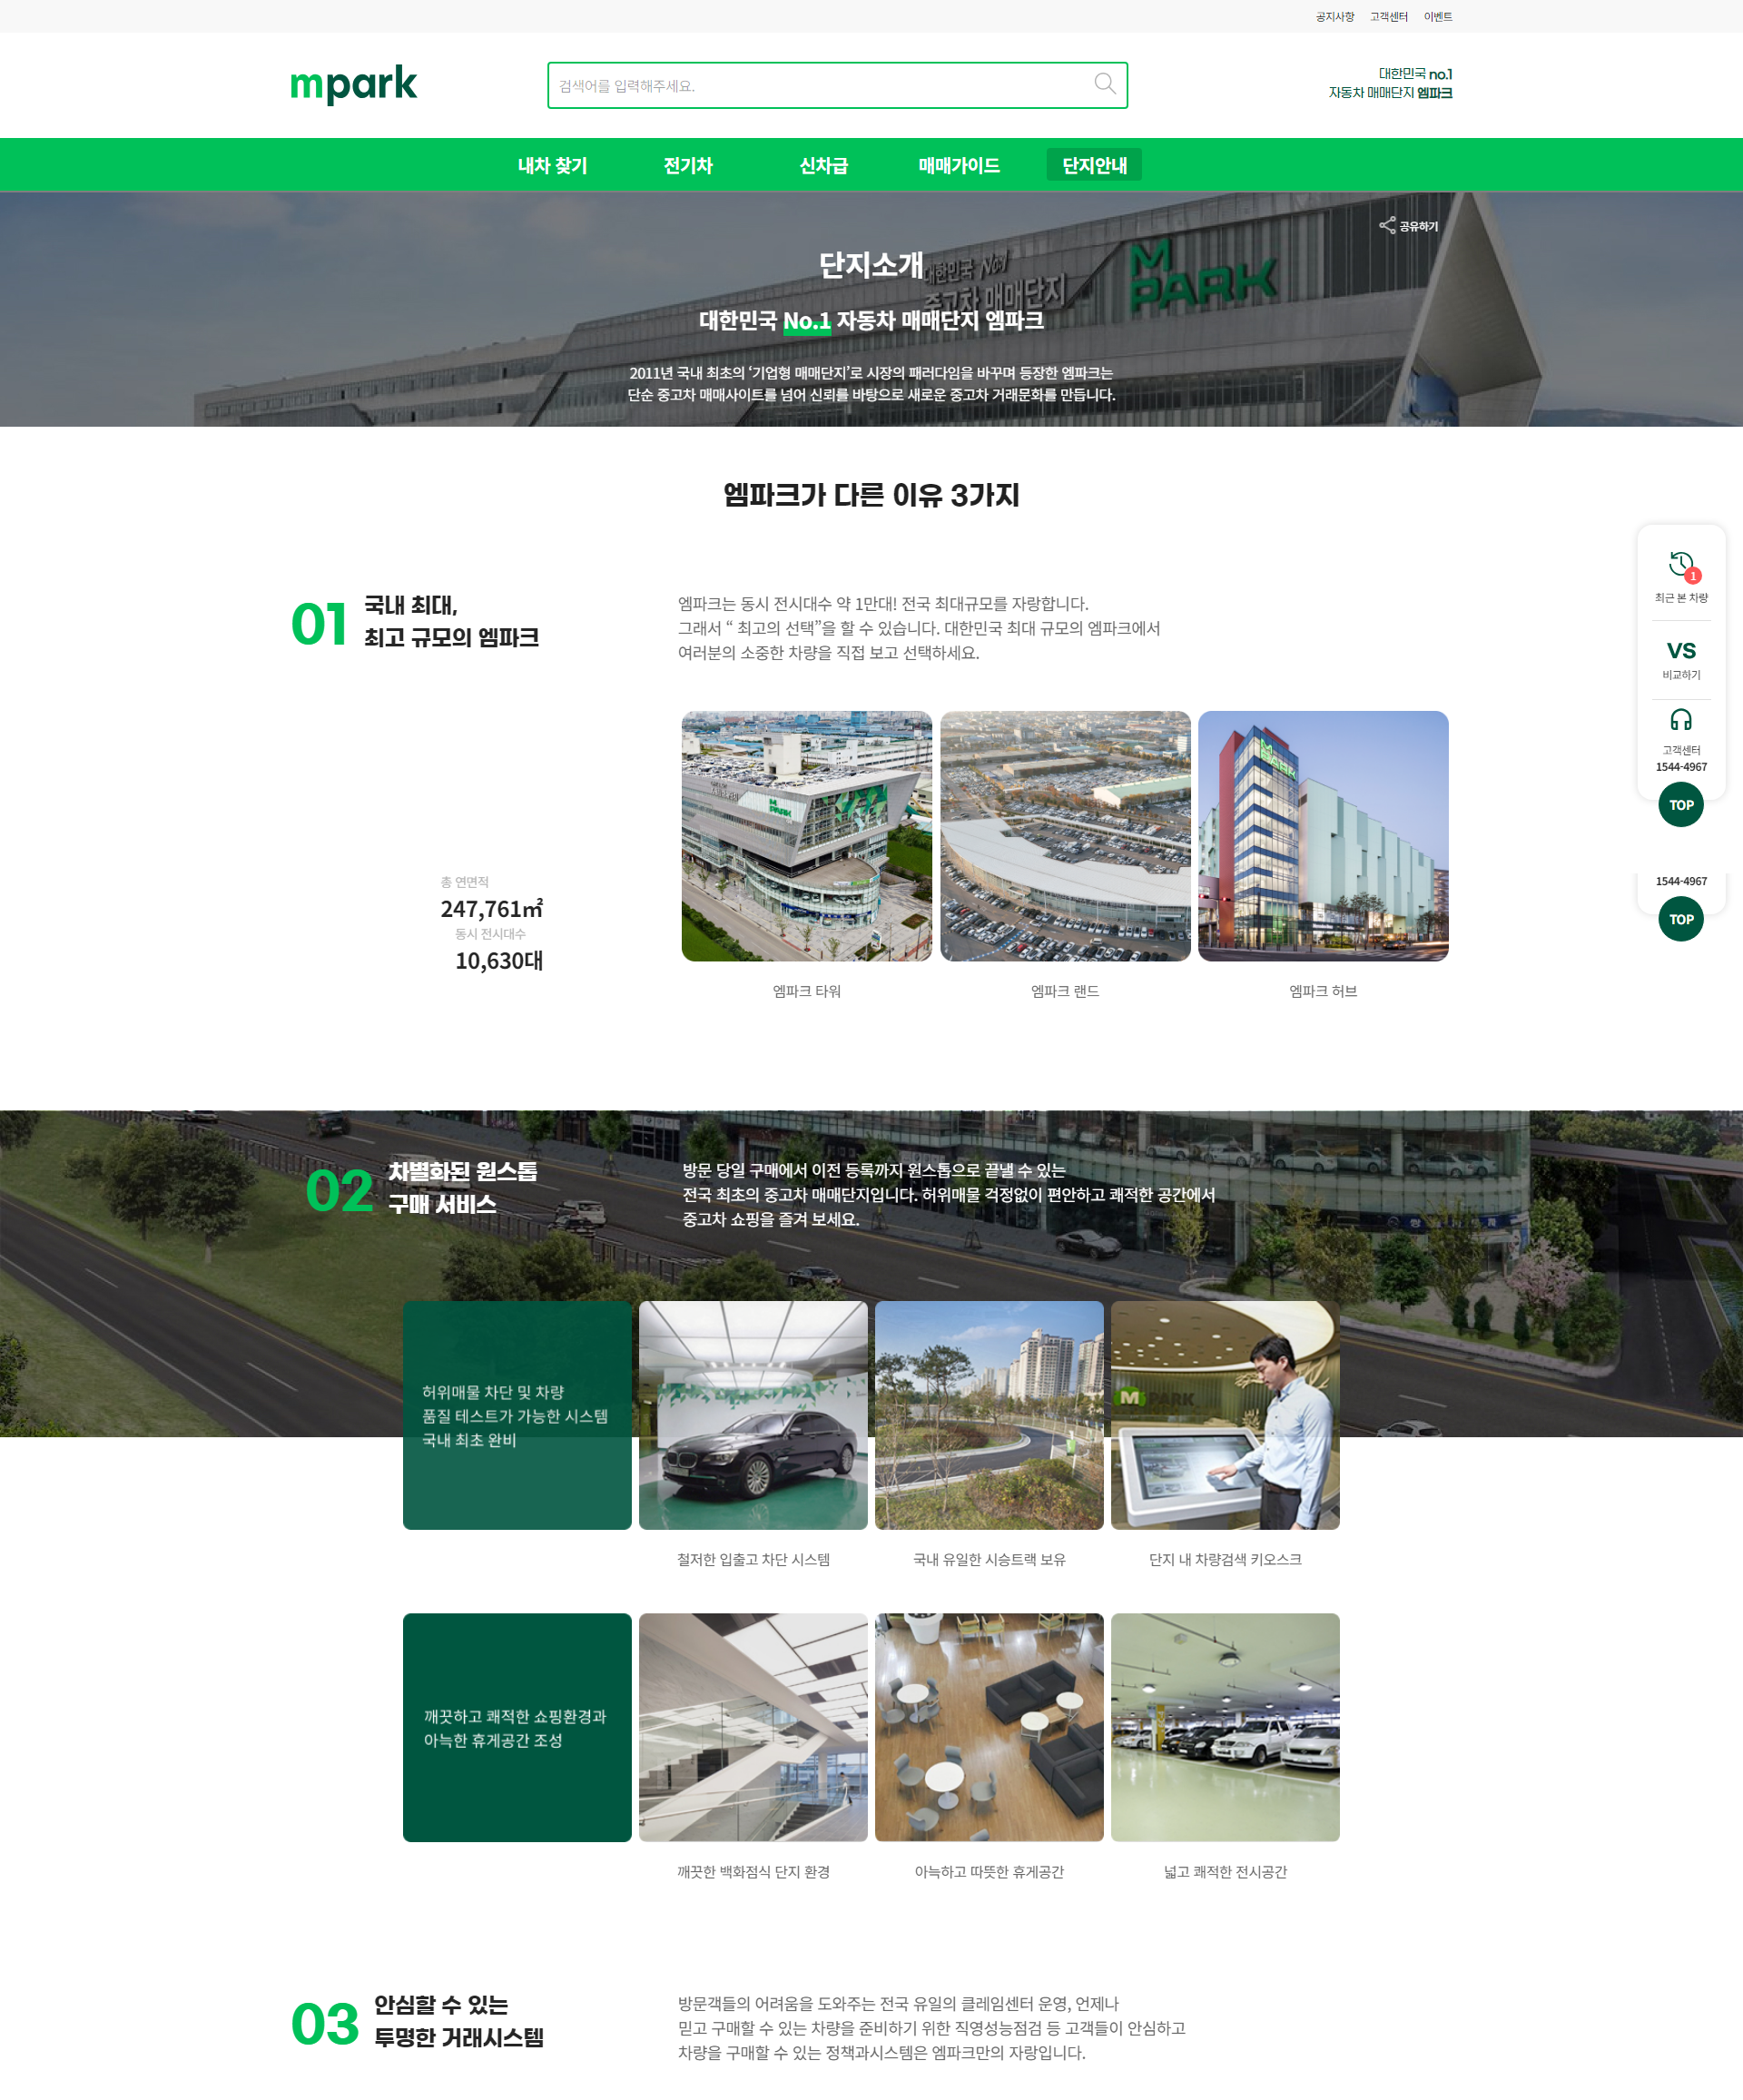 공지사항 고객센터 이벤트
mpark
검색어를 입력해주세요.
대한민국 no.1
자동차 매매단지 엠파크
내차 찾기 전기차 신차급 매매가이드 단지안내
공유하기
단지소개
대한민국 No.1
중고차 매매단지
M PARK
대한민국 No.1 자동차 매매단지 엠파크
2011년 국내 최초의 ‘기업형 매매단지’로 시장의 패러다임을 바꾸며 등장한 엠파크는
단순 중고차 매매사이트를 넘어 신뢰를 바탕으로 새로운 중고차 거래문화를 만듭니다.
엠파크가 다른 이유 3가지
01
국내 최대,
최고 규모의 엠파크
엠파크는 동시 전시대수 약 1만대! 전국 최대규모를 자랑합니다.
그래서 “ 최고의 선택”을 할 수 있습니다. 대한민국 최대 규모의 엠파크에서
여러분의 소중한 차량을 직접 보고 선택하세요.
1
최근 본 차량
VS
비교하기
고객센터
1544-4967
TOP
1544-4967
TOP
M PARK
M PARK
총 연면적
247,761㎡
동시 전시대수
10,630대
엠파크 타워 엠파크 랜드 엠파크 허브
02
차별화된 원스톱
구매 서비스
방문 당일 구매에서 이전 등록까지 원스톱으로 끝낼 수 있는
전국 최초의 중고차 매매단지입니다. 허위매물 걱정없이 편안하고 쾌적한 공간에서
중고차 쇼핑을 즐겨 보세요.
허위매물 차단 및 차량
품질 테스트가 가능한 시스템
국내 최초 완비
M PARK
철저한 입출고 차단 시스템 국내 유일한 시승트랙 보유 단지 내 차량검색 키오스크
깨끗하고 쾌적한 쇼핑환경과
아늑한 휴게공간 조성
깨끗한 백화점식 단지 환경 아늑하고 따뜻한 휴게공간 넓고 쾌적한 전시공간
03
안심할 수 있는
투명한 거래시스템
방문객들의 어려움을 도와주는 전국 유일의 클레임센터 운영, 언제나
믿고 구매할 수 있는 차량을 준비하기 위한 직영성능점검 등 고객들이 안심하고
차량을 구매할 수 있는 정책과시스템은 엠파크만의 자랑입니다.